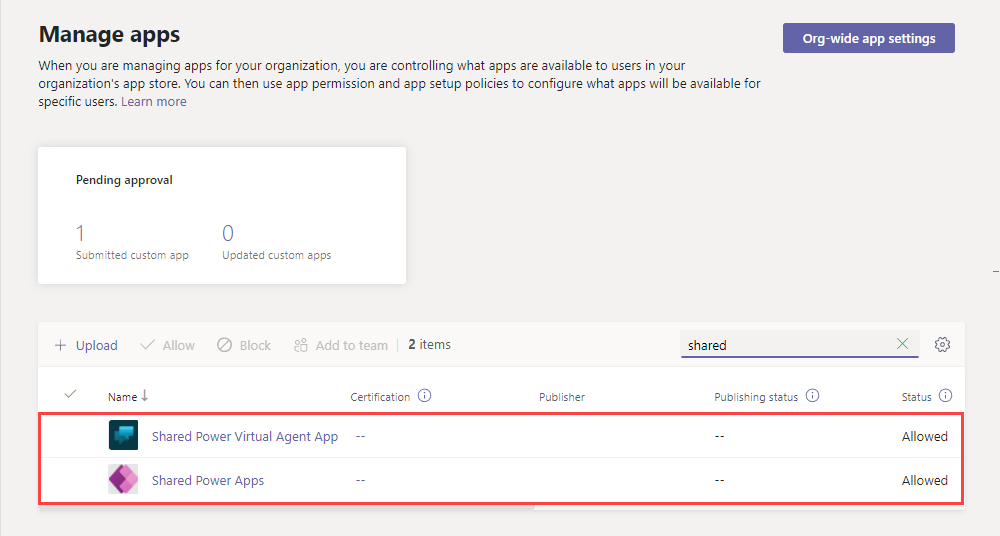 Manage apps
Org-wide app settings
When you are managing apps for your organization, you are controlling what apps are available to users in your
organization's app store. You can then use app permission and app setup policies to configure what apps will be available for
specific users. Learn more
Pending approval
1 0
Submitted custom app Updated custom apps
+ Upload Allow Block Add to team | 2 items shared
Name ↓ Certification Publisher Publishing status Status
Shared Power Virtual Agent App -- -- Allowed
Shared Power Apps -- -- Allowed